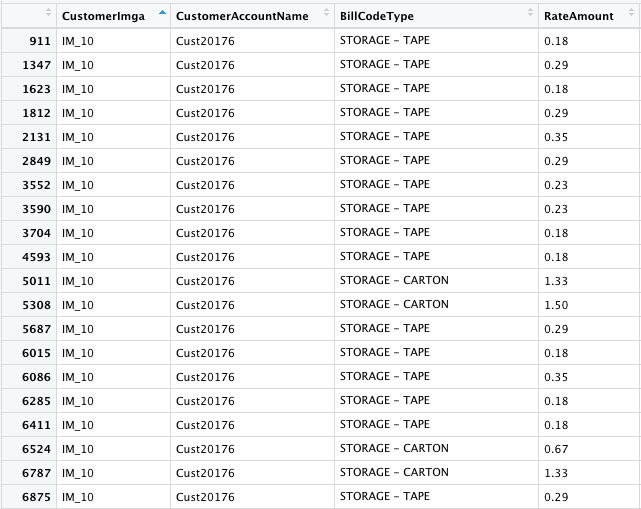 CustomerImga CustomerAccountName BillCodeType RateAmount
911 IM_10 Cust20176 STORAGE - TAPE 0.18
1347 IM_10 Cust20176 STORAGE - TAPE 0.29
1623 IM_10 Cust20176 STORAGE - TAPE 0.18
1812 IM_10 Cust20176 STORAGE - TAPE 0.29
2131 IM_10 Cust20176 STORAGE - TAPE 0.35
2849 IM_10 Cust20176 STORAGE - TAPE 0.29
3552 IM_10 Cust20176 STORAGE - TAPE 0.23
3590 IM_10 Cust20176 STORAGE - TAPE 0.23
3704 IM_10 Cust20176 STORAGE - TAPE 0.18
4593 IM_10 Cust20176 STORAGE - TAPE 0.18
5011 IM_10 Cust20176 STORAGE - CARTON 1.33
5308 IM_10 Cust20176 STORAGE - CARTON 1.50
5687 IM_10 Cust20176 STORAGE - TAPE 0.29
6015 IM_10 Cust20176 STORAGE - TAPE 0.18
6086 IM_10 Cust20176 STORAGE - TAPE 0.35
6285 IM_10 Cust20176 STORAGE - TAPE 0.18
6411 IM_10 Cust20176 STORAGE - TAPE 0.18
6524 IM_10 Cust20176 STORAGE - CARTON 0.67
6787 IM_10 Cust20176 STORAGE - CARTON 1.33
6875 IM_10 Cust20176 STORAGE - TAPE 0.29